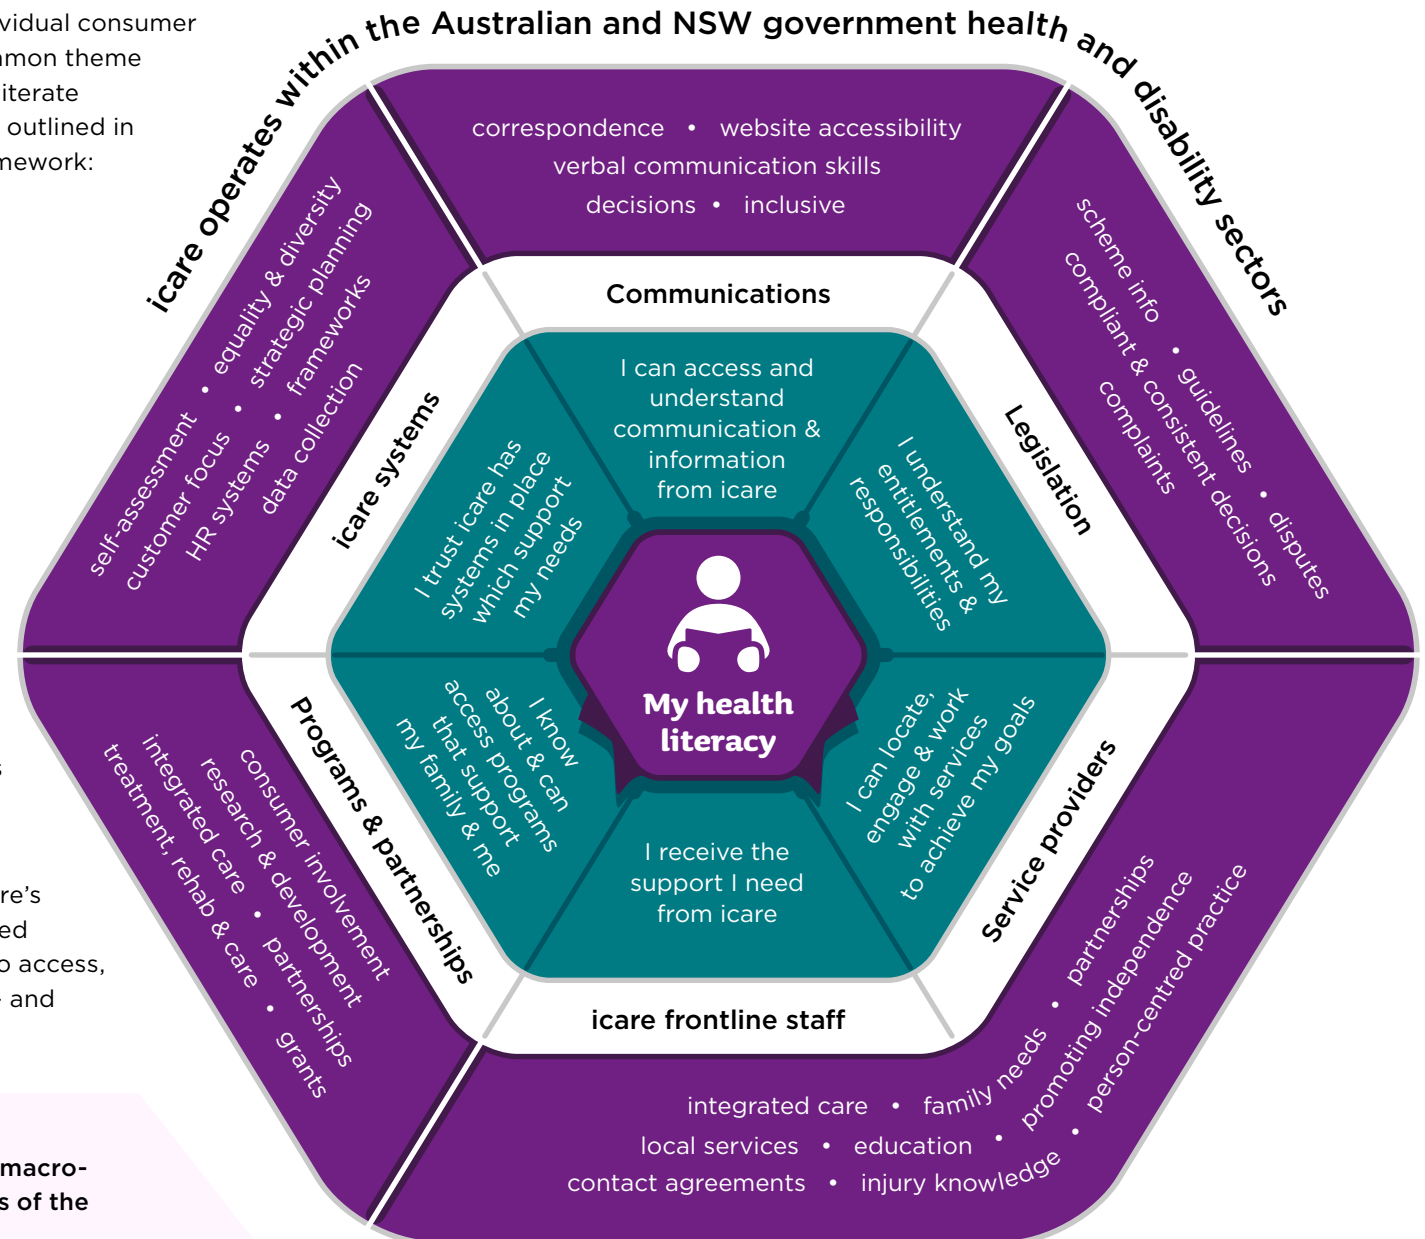 vidual consumer
mmon theme
literate
outlined in
mework:
icare operates within the Australian and NSW government health and disability sectors
correspondence • website accessibility
verbal communication skills
decisions • inclusive
Communications
I can access and
understand
communication &
information
from icare
scheme info • guidelines • disputes
compliant & consistent decisions
complaints
Legislation
I understand my
entitlements &
responsibilities
self-assessment • equality & diversity
customer focus • strategic planning
HR systems • frameworks
data collection
icare systems
I trust icare has
systems in place
which support
my needs
My health
literacy
I know
about & can
access programs
that support
my family & me
Programs & partnerships
consumer involvement
research & development
integrated care • partnerships
treatment, rehab & care • grants
I can locate,
engage & work
with services
to achieve my goals
Service providers
I receive the
support I need
from icare
icare frontline staff
integrated care • family needs • partnerships
local services • education • promoting independence
contact agreements • injury knowledge • person-centred practice
s
re’s
ed
o access,
and
macro-
s of the